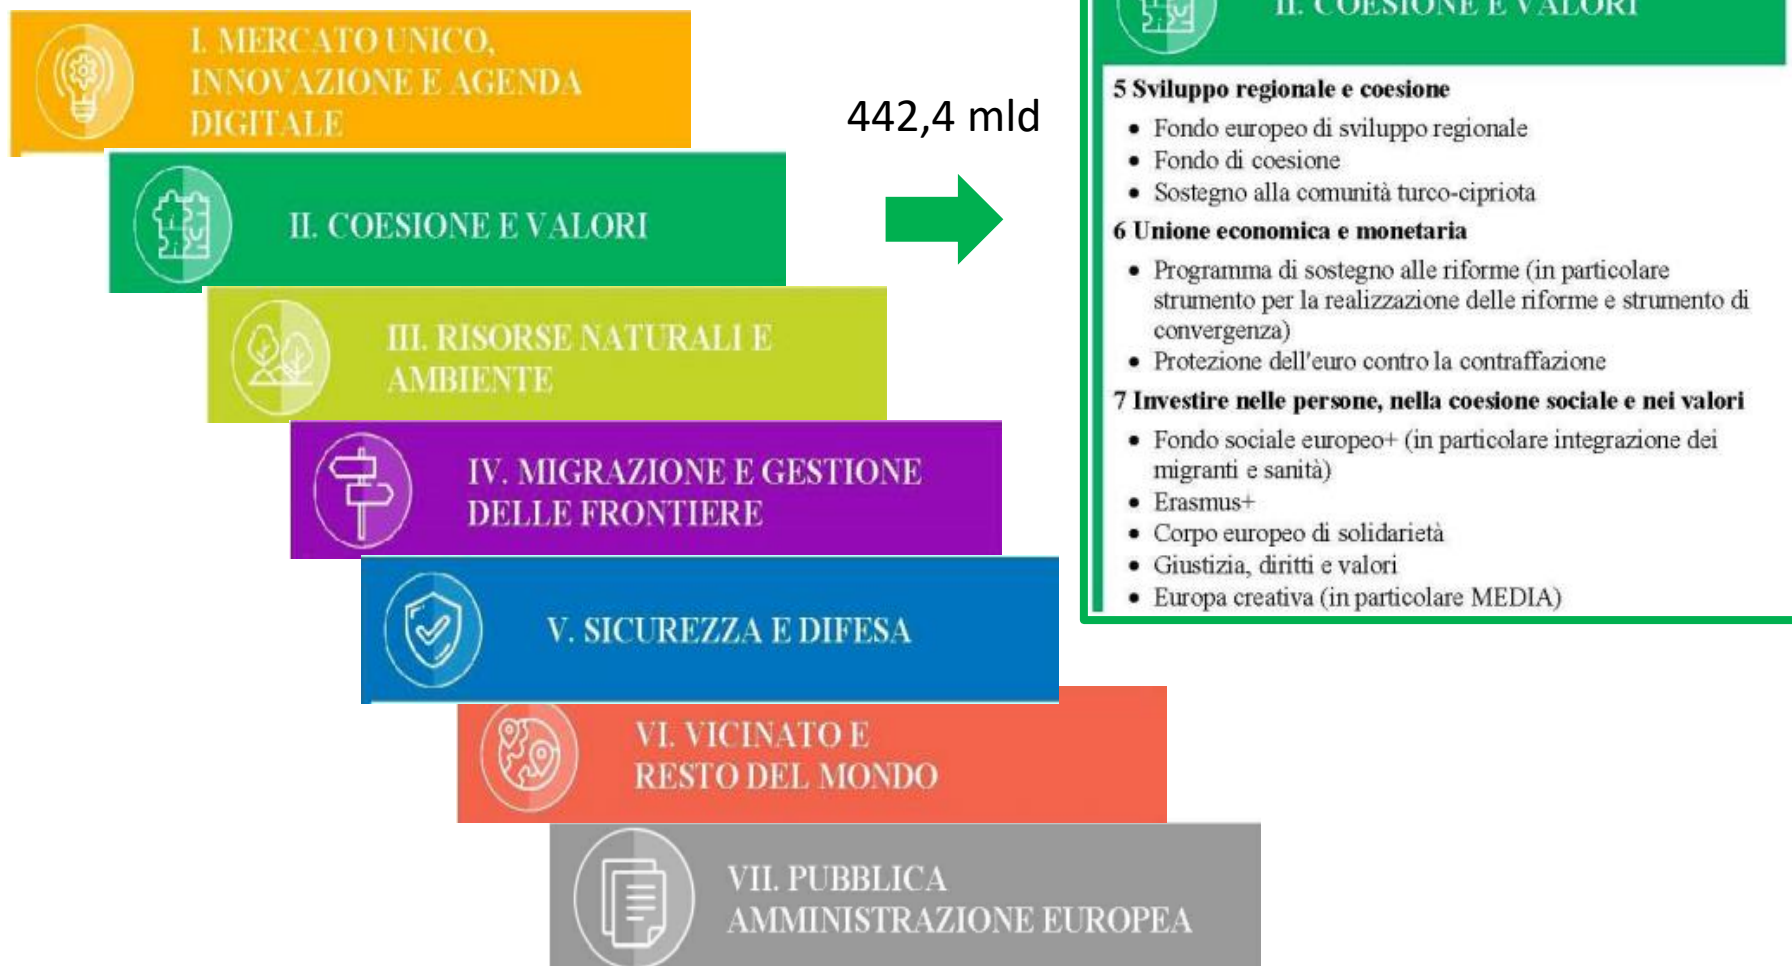 I. MERCATO UNICO,
INNOVAZIONE E AGENDA
DIGITALE
II. COESIONE E VALORI
III. RISORSE NATURALI E
AMBIENTE
IV. MIGRAZIONE E GESTIONE
DELLE FRONTIERE
V. SICUREZZA E DIFESA
VI. VICINATO E
RESTO DEL MONDO
VII. PUBBLICA
AMMINISTRAZIONE EUROPEA
442,4 mld
II. COESIONE E VALORI
5 Sviluppo regionale e coesione
• Fondo europeo di sviluppo regionale
• Fondo di coesione
• Sostegno alla comunità turco-cipriota
6 Unione economica e monetaria
• Programma di sostegno alle riforme (in particolare
strumento per la realizzazione delle riforme e strumento di
convergenza)
• Protezione dell'euro contro la contraffazione
7 Investire nelle persone, nella coesione sociale e nei valori
• Fondo sociale europeo+ (in particolare integrazione dei
migranti e sanità)
• Erasmus+
• Corpo europeo di solidarietà
• Giustizia, diritti e valori
• Europa creativa (in particolare MEDIA)